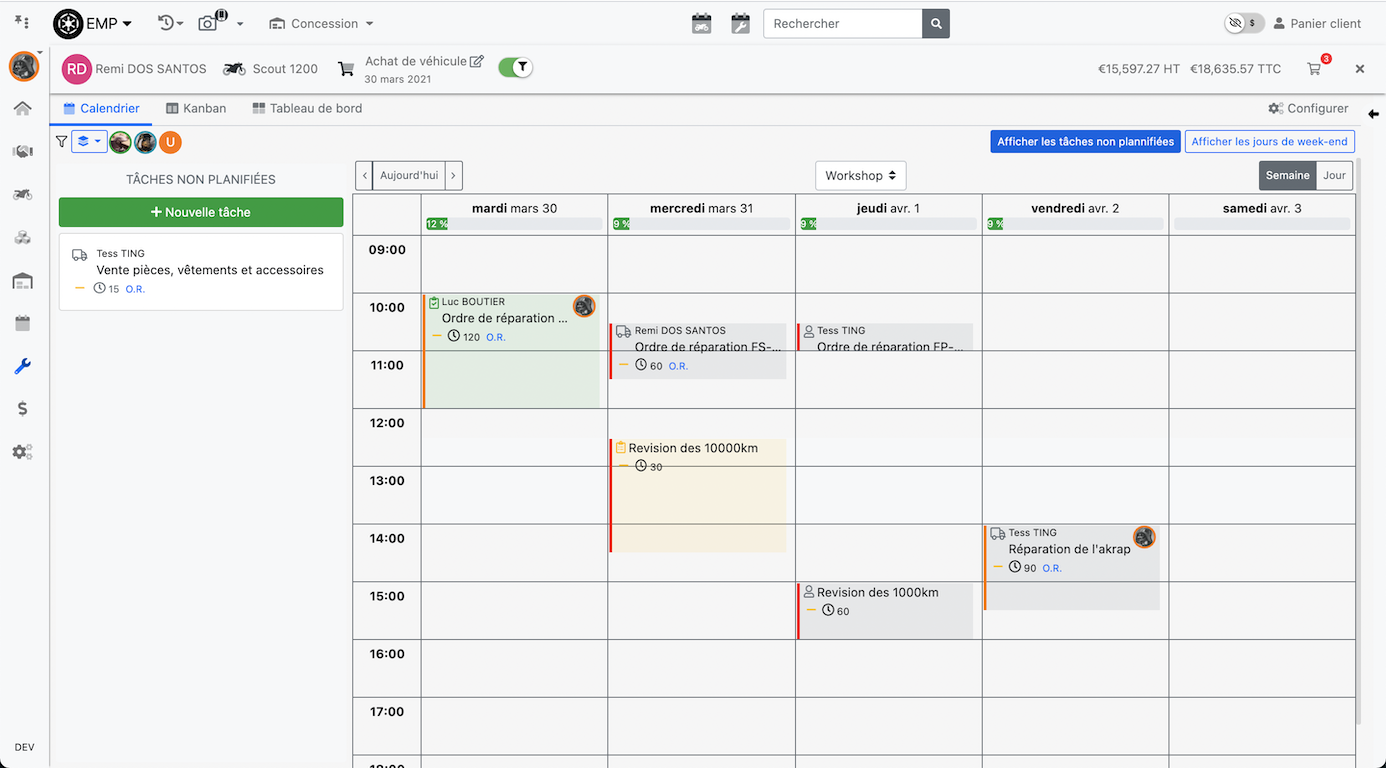 EMP
Concession
Rechercher
$
Panier client
RD
Remi DOS SANTOS
Scout 1200
Achat de véhicule
30 mars 2021
€15,597.27 HT
€18,635.57 TTC
3
Calendrier
Kanban
Tableau de bord
Configurer
U
Afficher les tâches non plannifiées
Afficher les jours de week-end
TÂCHES NON PLANIFIÉES
+ Nouvelle tâche
Tess TING
Vente pièces, vêtements et accessoires
15 O.R.
‹ Aujourd'hui ›
Workshop
Semaine
Jour
mardi mars 30
mercredi mars 31
jeudi avr. 1
vendredi avr. 2
samedi avr. 3
12 %
9 %
9 %
9 %
09:00
10:00
Luc BOUTIER
Ordre de réparation ...
120 O.R.
Remi DOS SANTOS
Ordre de réparation FS-...
60 O.R.
Tess TING
Ordre de réparation FP-...
11:00
12:00
Revision des 10000km
30
13:00
14:00
Tess TING
Réparation de l'akrap
90 O.R.
15:00
Revision des 1000km
60
16:00
17:00
18:00
DEV